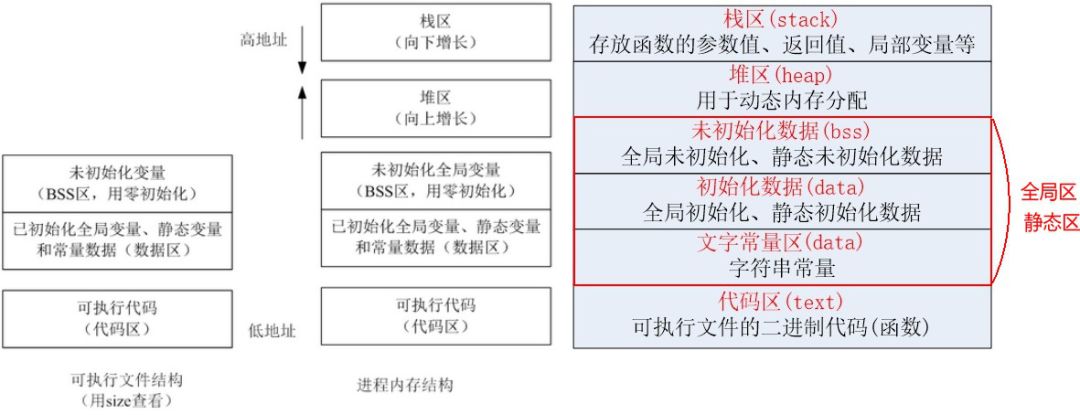 未初始化变量
（BSS区，用零初始化）
已初始化全局变量、静态变量
和常量数据（数据区）
可执行代码
（代码区）
可执行文件结构
（用size查看）
高地址
低地址
栈区
（向下增长）
堆区
（向上增长）
未初始化全局变量
（BSS区，用零初始化）
已初始化全局变量、静态变量
和常量数据（数据区）
可执行代码
（代码区）
进程内存结构
栈区(stack)
存放函数的参数值、返回值、局部变量等
堆区(heap)
用于动态内存分配
未初始化数据(bss)
全局未初始化、静态未初始化数据
初始化数据(data)
全局初始化、静态初始化数据
文字常量区(data)
字符串常量
代码区(text)
可执行文件的二进制代码(函数)
全局区
静态区